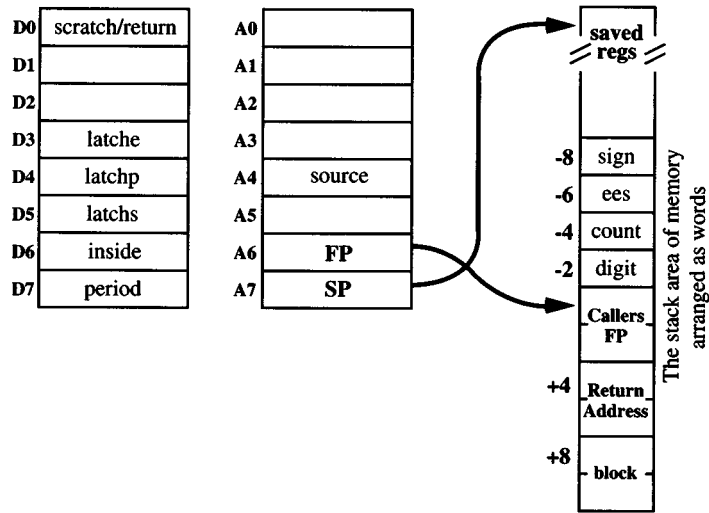 D0 scratch/return
D1
D2
D3 latche
D4 latchp
D5 latchs
D6 inside
D7 period
A0
A1
A2
A3
A4 source
A5
A6 FP
A7 SP
saved
regs
-8 sign
-6 ees
-4 count
-2 digit
Callers
FP
+4 Return
Address
+8 block
The stack area of memory
arranged as words